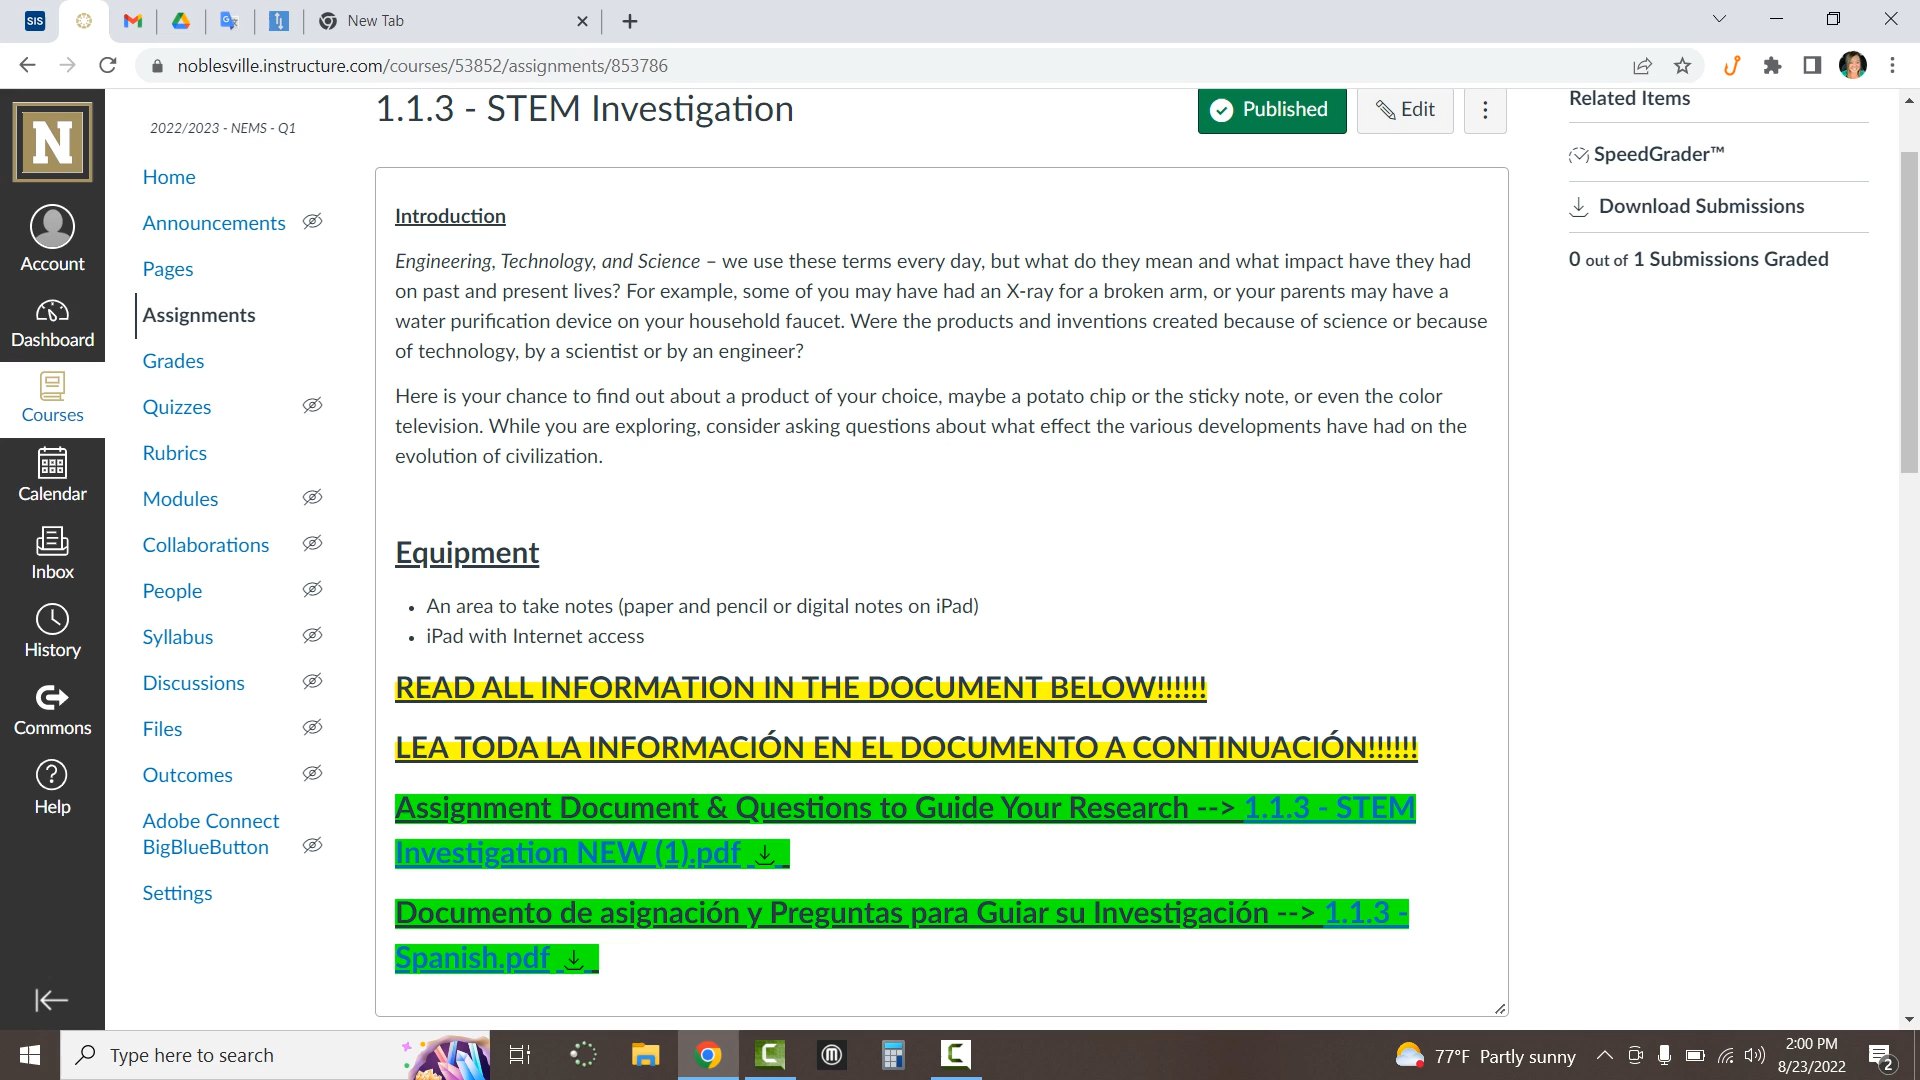 SIS
New Tab
noblesville.instructure.com/courses/53852/assignments/853786
N
Account
Dashboard
Courses
Calendar
Inbox
History
Commons
Help
2022/2023 - NEMS - Q1
Home
Announcements
Pages
Assignments
Grades
Quizzes
Rubrics
Modules
Collaborations
People
Syllabus
Discussions
Files
Outcomes
Adobe Connect
BigBlueButton
Settings
1.1.3 - STEM Investigation
Published
Edit
Introduction
Engineering, Technology, and Science – we use these terms every day, but what do they mean and what impact have they had
on past and present lives? For example, some of you may have had an X-ray for a broken arm, or your parents may have a
water purification device on your household faucet. Were the products and inventions created because of science or because
of technology, by a scientist or by an engineer?
Here is your chance to find out about a product of your choice, maybe a potato chip or the sticky note, or even the color
television. While you are exploring, consider asking questions about what effect the various developments have had on the
evolution of civilization.
Equipment
• An area to take notes (paper and pencil or digital notes on iPad)
• iPad with Internet access
READ ALL INFORMATION IN THE DOCUMENT BELOW!!!!!!
LEA TODA LA INFORMACIÓN EN EL DOCUMENTO A CONTINUACIÓN!!!!!!
Assignment Document & Questions to Guide Your Research --> 1.1.3 - STEM
Investigation NEW (1).pdf
Documento de asignación y Preguntas para Guiar su Investigación --> 1.1.3 -
Spanish.pdf
Related Items
SpeedGrader™
Download Submissions
0 out of 1 Submissions Graded
Type here to search
77°F Partly sunny
2:00 PM
8/23/2022
2